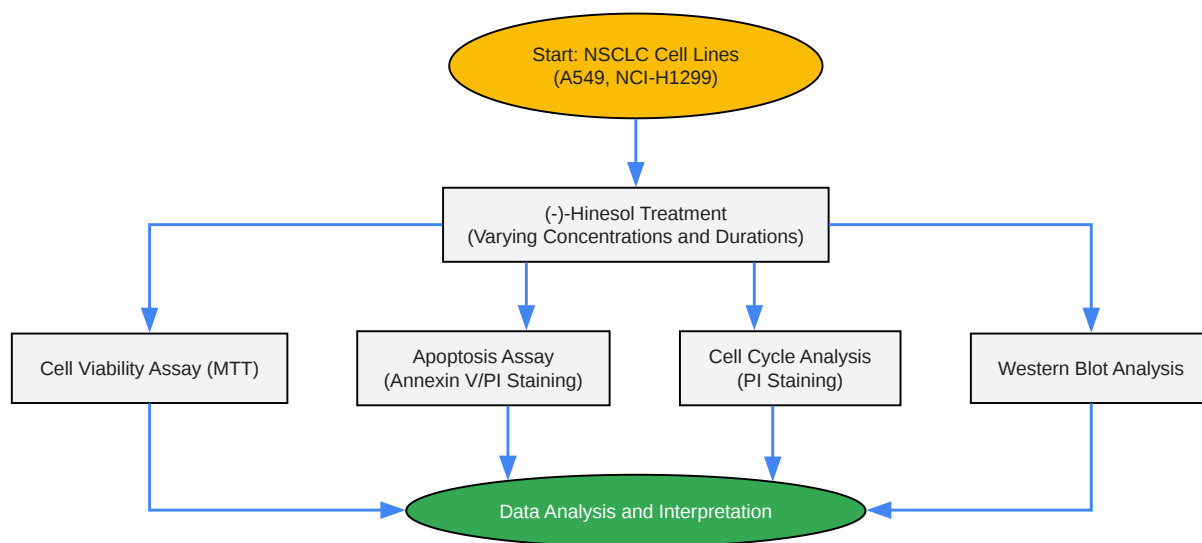 Start: NSCLC Cell Lines
(A549, NCI-H1299)
(-)-Hinesol Treatment
(Varying Concentrations and Durations)
Cell Viability Assay (MTT)
Apoptosis Assay
(Annexin V/PI Staining)
Cell Cycle Analysis
(PI Staining)
Western Blot Analysis
Data Analysis and Interpretation